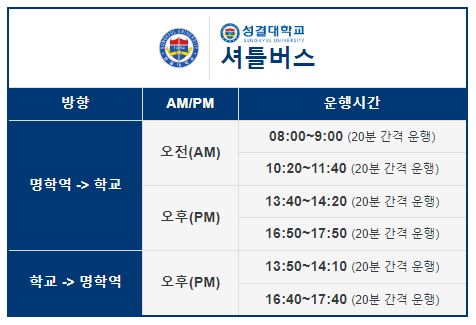 성결대학교
SUNGKYUL UNIVERSITY
셔틀버스
방향 AM/PM 운행시간
명학역 -> 학교 오전(AM) 08:00~9:00 (20분 간격 운행)
10:20~11:40 (20분 간격 운행)
오후(PM) 13:40~14:20 (20분 간격 운행)
16:50~17:50 (20분 간격 운행)
학교 -> 명학역 오후(PM) 13:50~14:10 (20분 간격 운행)
16:40~17:40 (20분 간격 운행)